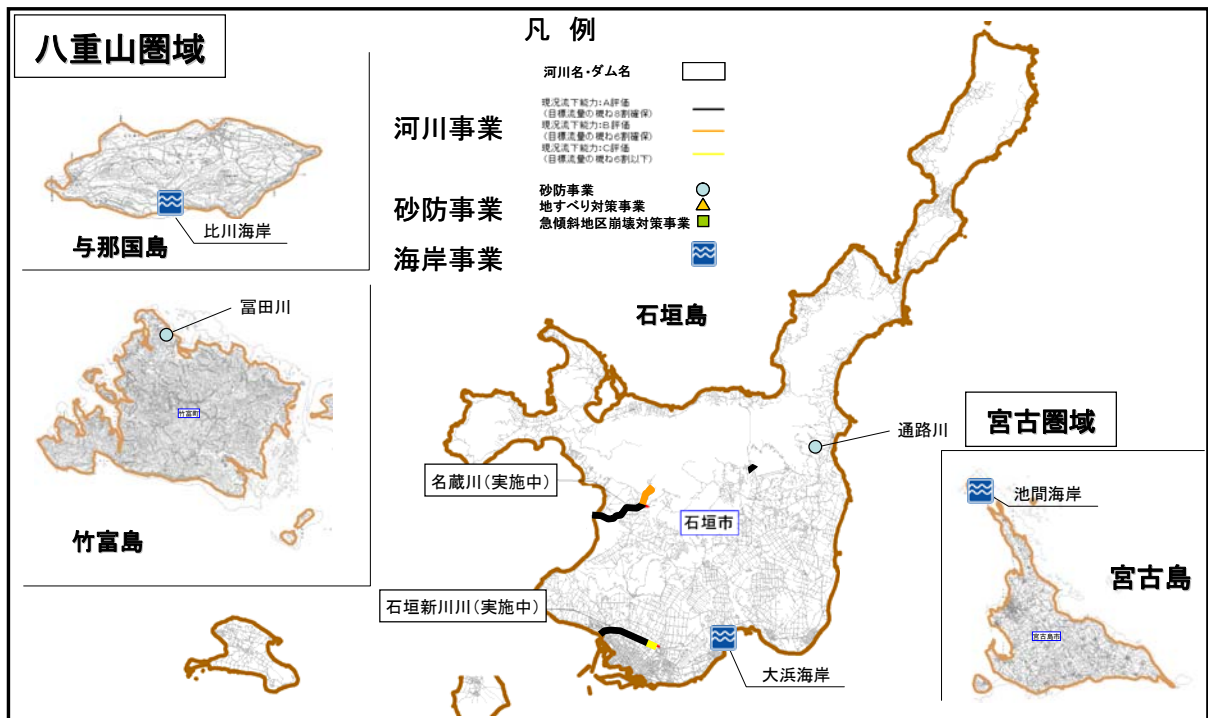 八重山圏域
凡 例
河川名・ダム名
河川事業
現況流下能力:A評価
(目標流量の概ね8割確保)
現況流下能力:B評価
(目標流量の概ね6割確保)
現況流下能力:C評価
(目標流量の概ね6割以下)
砂防事業
砂防事業
地すべり対策事業
急傾斜地区崩壊対策事業
海岸事業
比川海岸
与那国島
冨田川
竹富町
竹富島
石垣島
通路川
名蔵川(実施中)
石垣市
石垣新川川(実施中)
大浜海岸
宮古圏域
池間海岸
宮古島
宮古島市